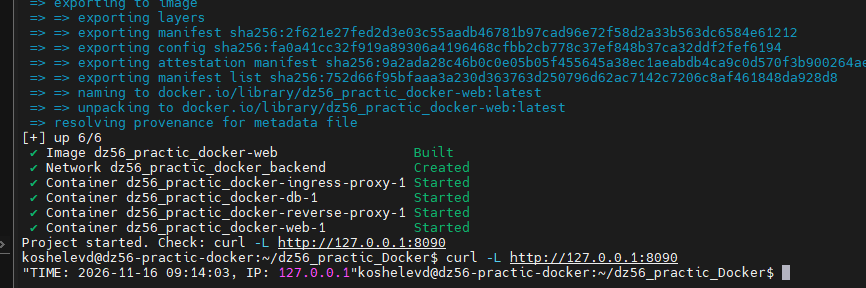 => exporting to image
=> => exporting layers
=> => exporting manifest sha256:2f621e27fed2d3e03c55aadb46781b97cad96e72f58d2a33b563dc6584e61212
=> => exporting config sha256:fa0a41cc32f919a89306a4196468cfbb2cb778c37ef848b37ca32ddf2fef6194
=> => exporting attestation manifest sha256:9a2ada28c46b0c0e05b05f455645a38ec1aeabdb4ca9c0d570f3b900264ae
=> => exporting manifest list sha256:752d66f95bfaaa3a230d363763d250796d62ac7142c7206c8af461848da928d8
=> => naming to docker.io/library/dz56_practic_docker-web:latest
=> => unpacking to docker.io/library/dz56_practic_docker-web:latest
=> resolving provenance for metadata file
[+] up 6/6
✔ Image dz56_practic_docker-web Built
✔ Network dz56_practic_docker_backend Created
✔ Container dz56_practic_docker-ingress-proxy-1 Started
✔ Container dz56_practic_docker-db-1 Started
✔ Container dz56_practic_docker-reverse-proxy-1 Started
✔ Container dz56_practic_docker-web-1 Started
Project started. Check: curl -L http://127.0.0.1:8090
koshelevd@dz56-practic-docker:~/dz56_practic_Docker$ curl -L http://127.0.0.1:8090
"TIME: 2026-11-16 09:14:03, IP: 127.0.0.1"koshelevd@dz56-practic-docker:~/dz56_practic_Docker$